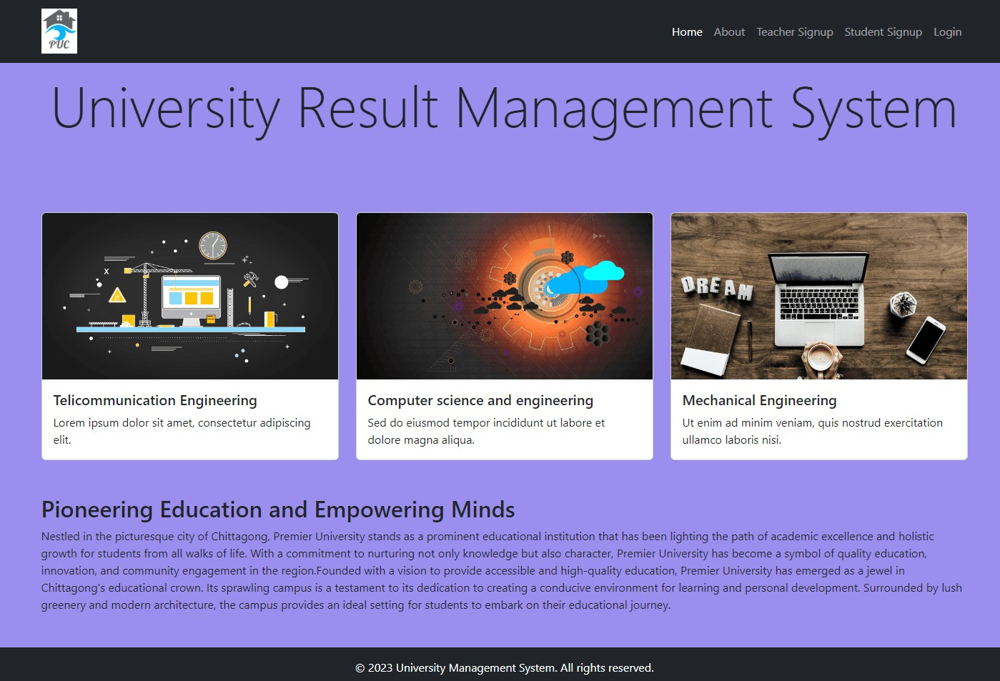 PUC
Home About Teacher Signup Student Signup Login
University Result Management System
X
DREAM
Telicommunication Engineering
Lorem ipsum dolor sit amet, consectetur adipiscing
elit.
Computer science and engineering
Sed do eiusmod tempor incididunt ut labore et
dolore magna aliqua.
Mechanical Engineering
Ut enim ad minim veniam, quis nostrud exercitation
ullamco laboris nisi.
Pioneering Education and Empowering Minds
Nestled in the picturesque city of Chittagong, Premier University stands as a prominent educational institution that has been lighting the path of academic excellence and holistic
growth for students from all walks of life. With a commitment to nurturing not only knowledge but also character, Premier University has become a symbol of quality education,
innovation, and community engagement in the region.Founded with a vision to provide accessible and high-quality education, Premier University has emerged as a jewel in
Chittagong's educational crown. Its sprawling campus is a testament to its dedication to creating a conducive environment for learning and personal development. Surrounded by lush
greenery and modern architecture, the campus provides an ideal setting for students to embark on their educational journey.
© 2023 University Management System. All rights reserved.